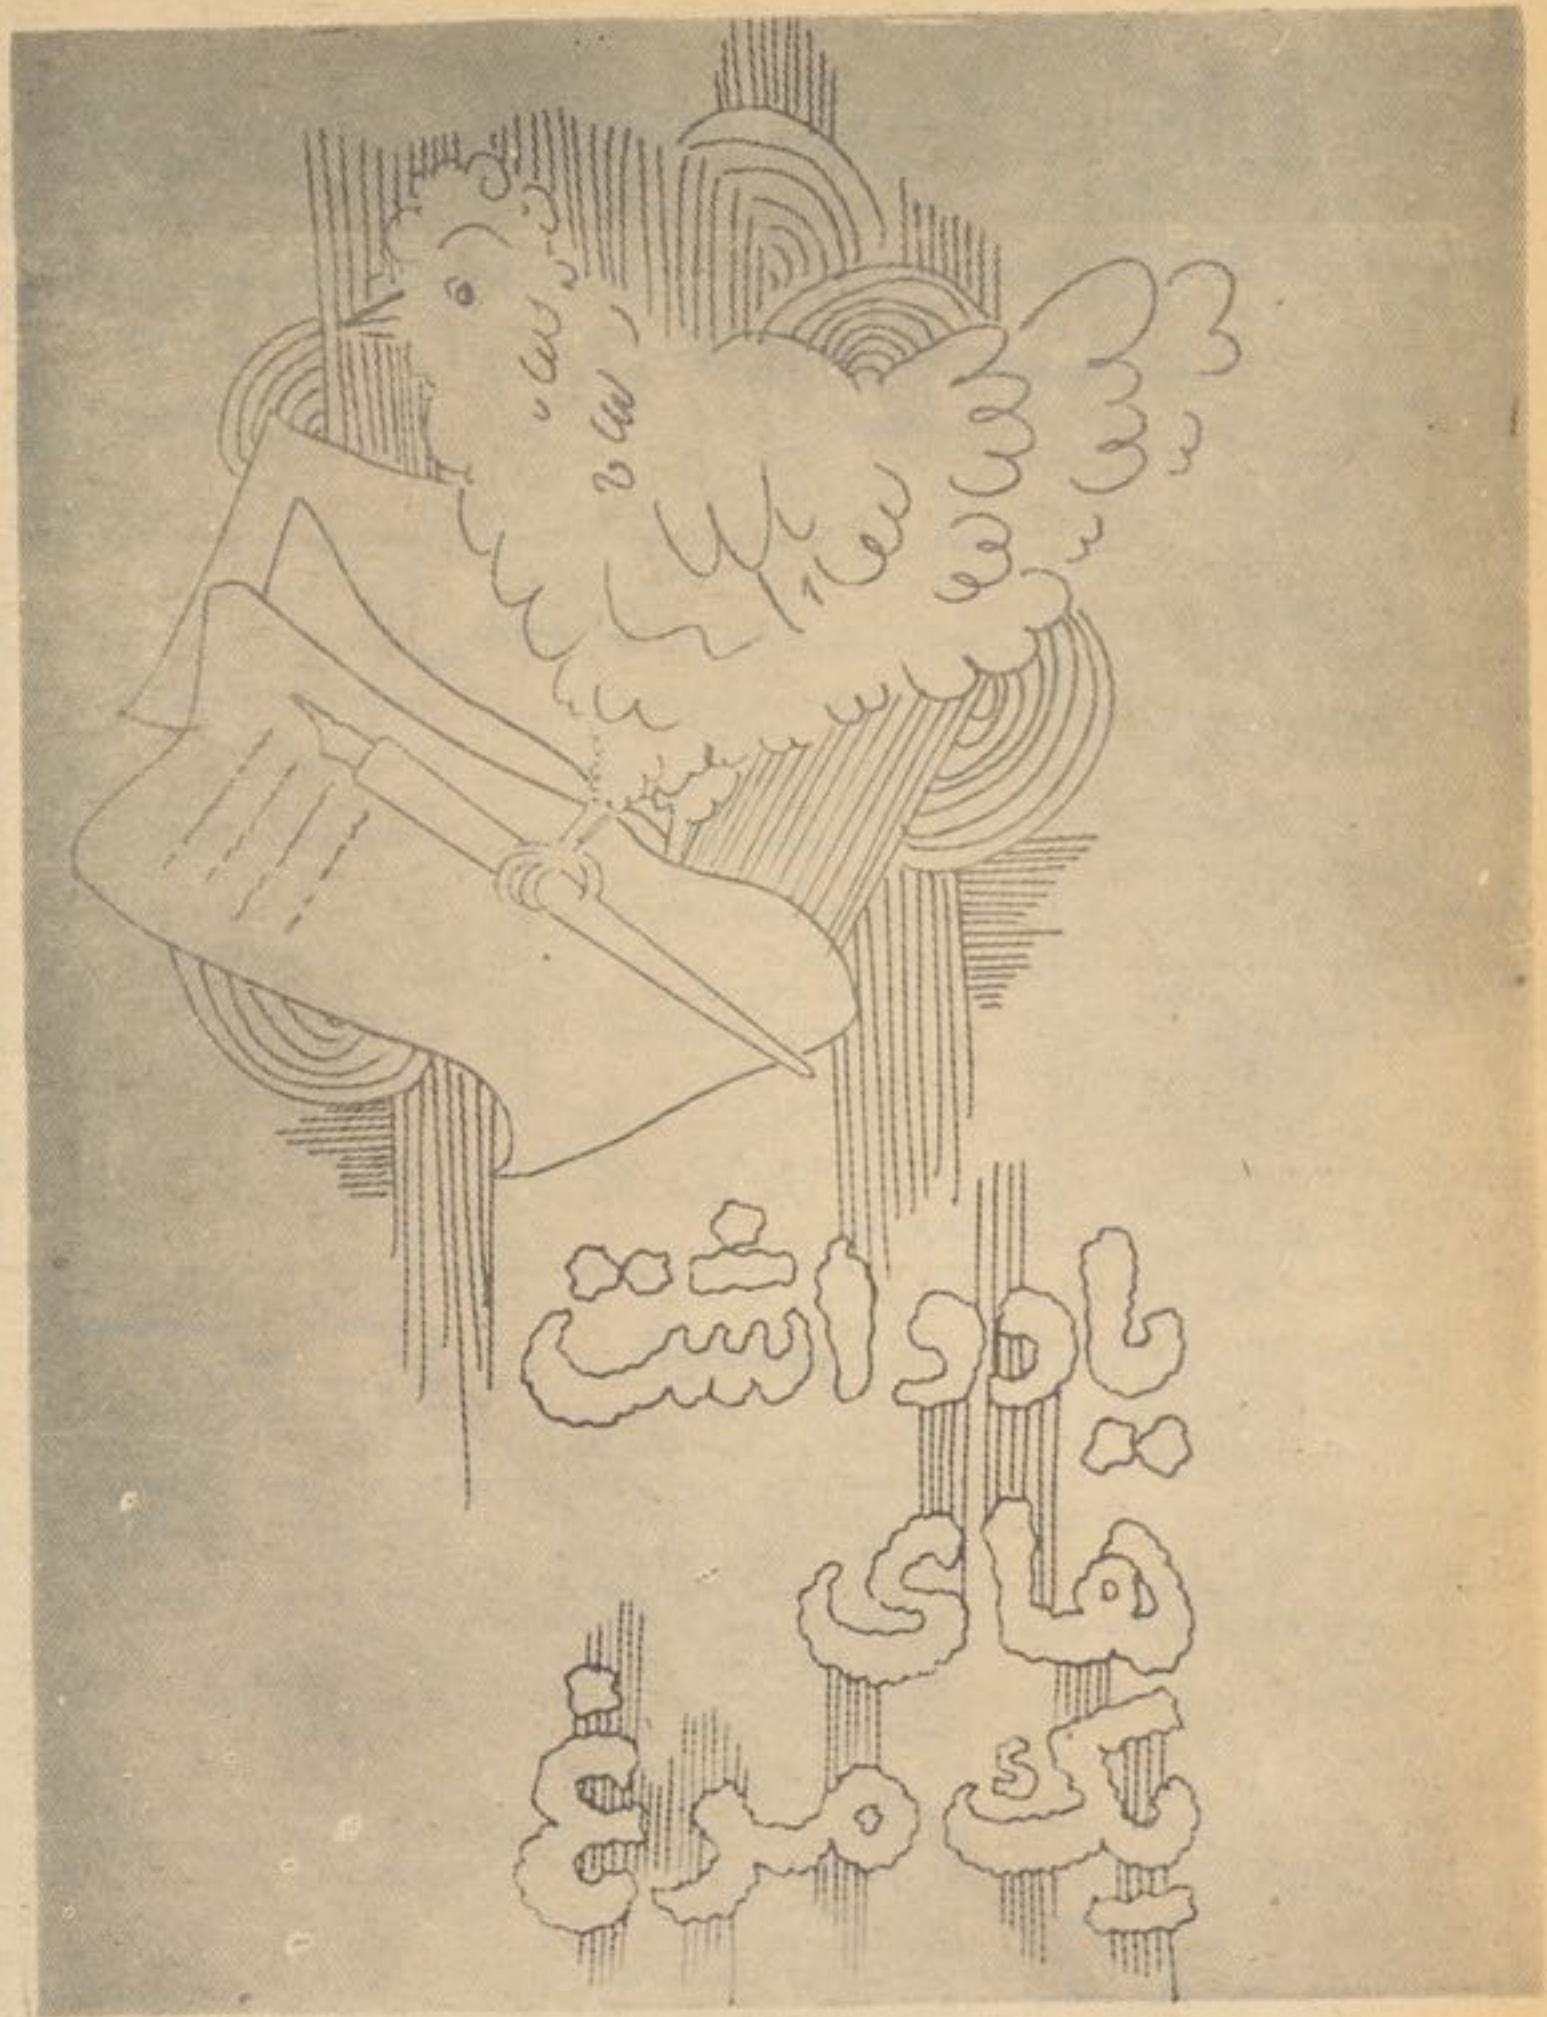 یادداشت
های
یک مرغ